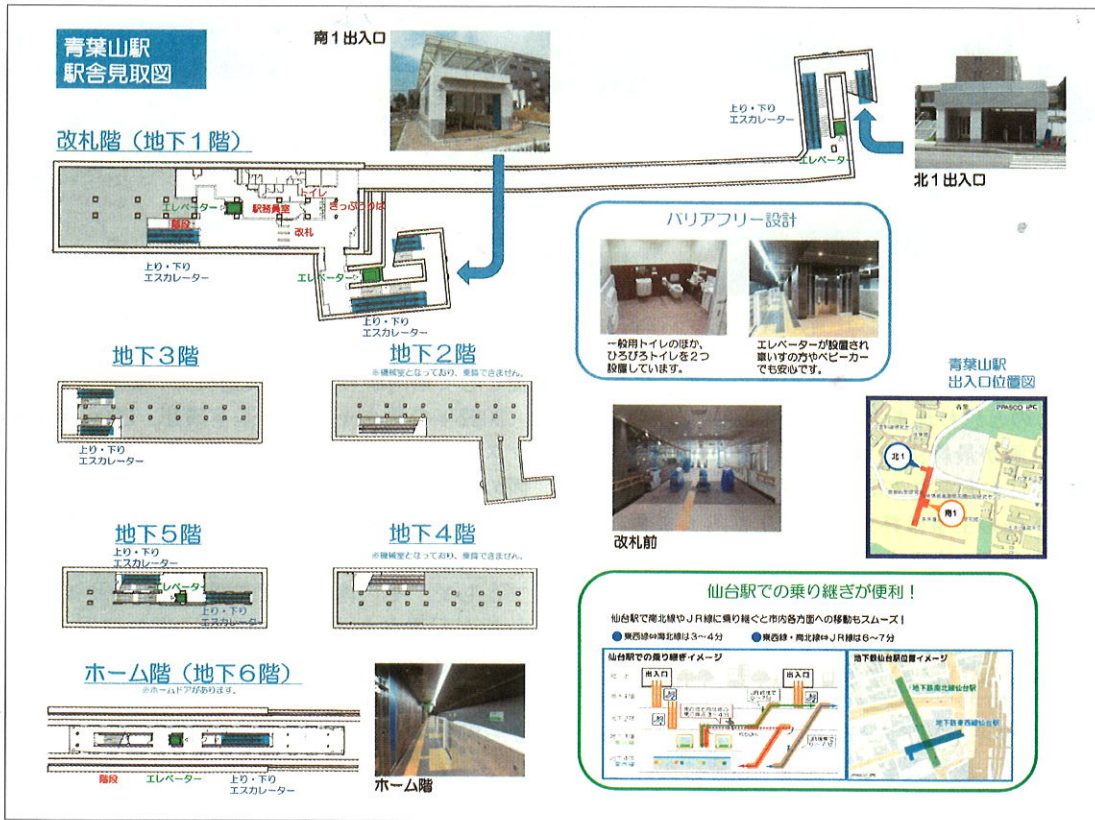 青葉山駅
駅舎見取図
南1出入口
上り・下り
エスカレーター
エレベーター
北1出入口
改札階（地下1階）
エレベーター
階段
駅務員室
トイレ
きっぷうりば
改札
上り・下り
エスカレーター
エレベーター
上り・下り
エスカレーター
バリアフリー設計
一般用トイレのほか、
ひろびろトイレを2つ
設置しています。
エレベーターが設置され
車いすの方やベビーカー
でも安心です。
地下3階
上り・下り
エスカレーター
地下2階
※機械室となっており、乗降できません。
改札前
青葉山駅
出入口位置図
北1
南1
地下5階
上り・下り
エスカレーター
エレベーター
上り・下り
エスカレーター
地下4階
※機械室となっており、乗降できません。
ホーム階（地下6階）
※ホームドアがあります。
階段
エレベーター
上り・下り
エスカレーター
ホーム階
仙台駅での乗り継ぎが便利！
仙台駅で南北線やJR線に乗り継ぐと市内各方面への移動もスムーズ！
●東西線⇔南北線は3～4分 ●東西線・南北線⇔JR線は6～7分
仙台駅での乗り継ぎイメージ
出入口
出入口
地下鉄仙台駅位置イメージ
地下鉄南北線仙台駅
地下鉄東西線仙台駅